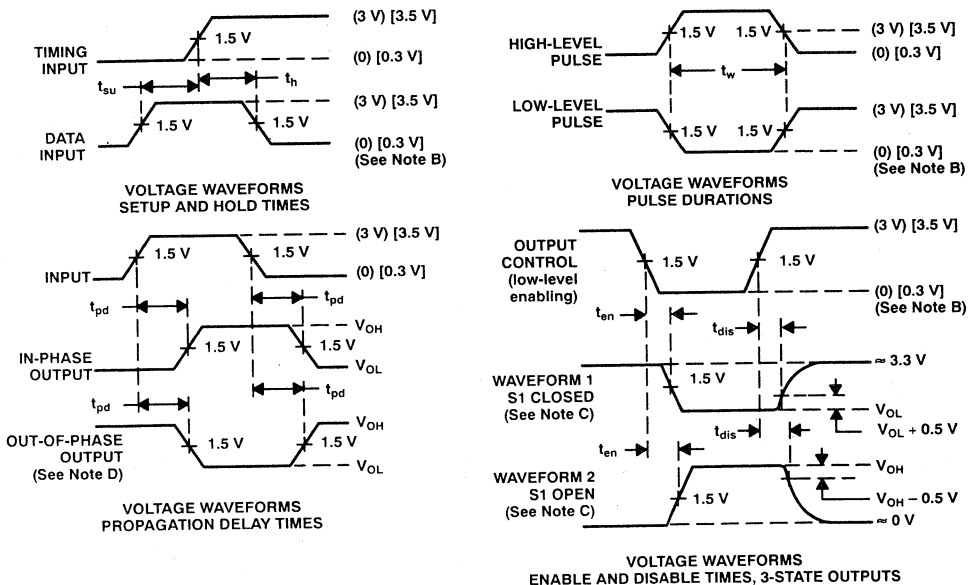 TIMING
INPUT
1.5 V
(3 V) [3.5 V]
(0) [0.3 V]
tsu
th
DATA
INPUT
1.5 V
1.5 V
(3 V) [3.5 V]
(0) [0.3 V]
(See Note B)
VOLTAGE WAVEFORMS
SETUP AND HOLD TIMES
HIGH-LEVEL
PULSE
1.5 V
1.5 V
(3 V) [3.5 V]
(0) [0.3 V]
tw
LOW-LEVEL
PULSE
1.5 V
1.5 V
(3 V) [3.5 V]
(0) [0.3 V]
(See Note B)
VOLTAGE WAVEFORMS
PULSE DURATIONS
INPUT
1.5 V
1.5 V
(3 V) [3.5 V]
(0) [0.3 V]
tpd
tpd
IN-PHASE
OUTPUT
1.5 V
1.5 V
VOH
VOL
tpd
tpd
OUT-OF-PHASE
OUTPUT
(See Note D)
1.5 V
1.5 V
VOH
VOL
VOLTAGE WAVEFORMS
PROPAGATION DELAY TIMES
OUTPUT
CONTROL
(low-level
enabling)
1.5 V
1.5 V
(3 V) [3.5 V]
(0) [0.3 V]
(See Note B)
ten
tdis
WAVEFORM 1
S1 CLOSED
(See Note C)
1.5 V
≈ 3.3 V
VOL
VOL + 0.5 V
ten
tdis
WAVEFORM 2
S1 OPEN
(See Note C)
1.5 V
VOH
VOH – 0.5 V
≈ 0 V
VOLTAGE WAVEFORMS
ENABLE AND DISABLE TIMES, 3-STATE OUTPUTS